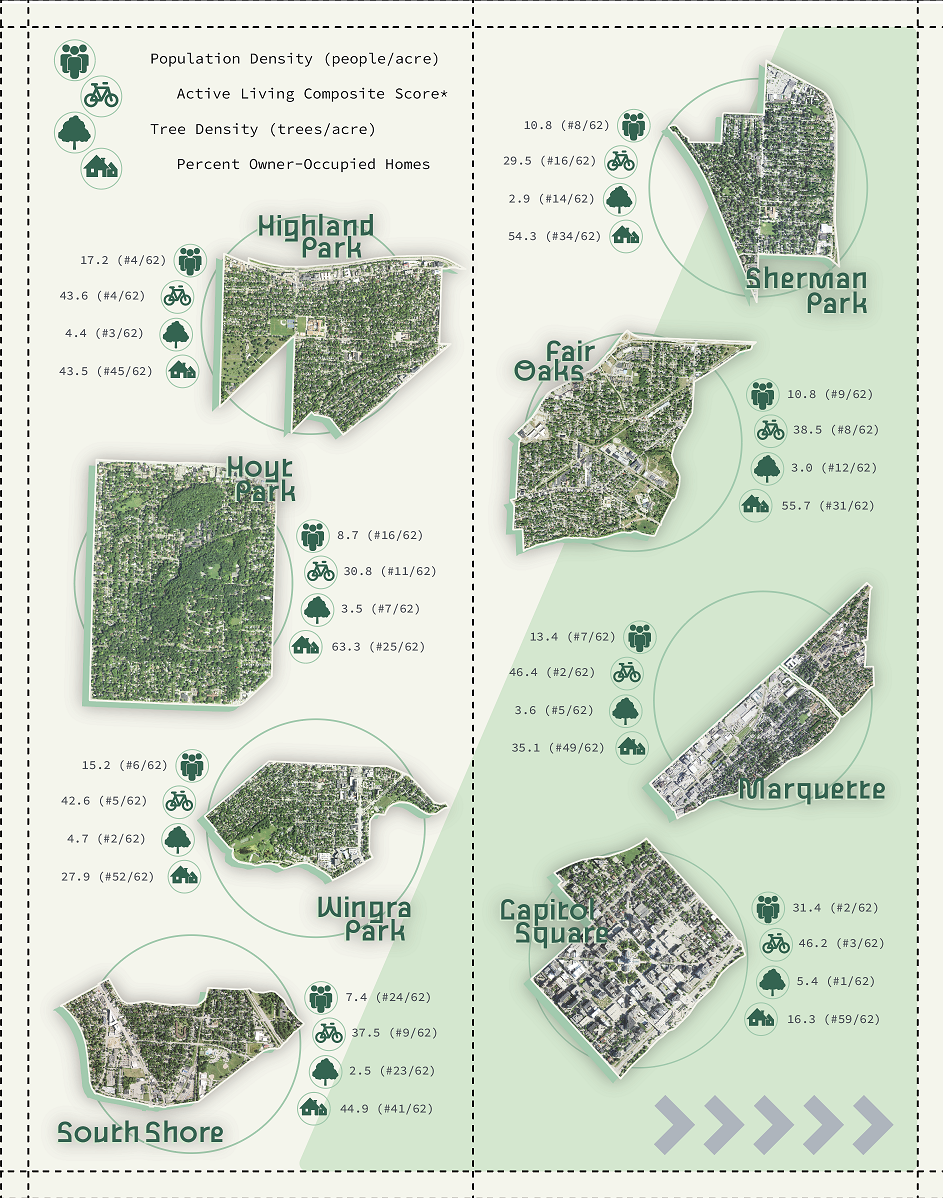 Population Density (people/acre)
Active Living Composite Score*
Tree Density (trees/acre)
Percent Owner-Occupied Homes
Highland
Park
17.2 (#4/62)
43.6 (#4/62)
4.4 (#3/62)
43.5 (#45/62)
Hoyt
Park
8.7 (#16/62)
30.8 (#11/62)
3.5 (#7/62)
63.3 (#25/62)
15.2 (#6/62)
42.6 (#5/62)
4.7 (#2/62)
27.9 (#52/62)
Wingra
Park
7.4 (#24/62)
37.5 (#9/62)
2.5 (#23/62)
44.9 (#41/62)
South Shore
10.8 (#8/62)
29.5 (#16/62)
2.9 (#14/62)
54.3 (#34/62)
Sherman
Park
Fair
Oaks
10.8 (#9/62)
38.5 (#8/62)
3.0 (#12/62)
55.7 (#31/62)
13.4 (#7/62)
46.4 (#2/62)
3.6 (#5/62)
35.1 (#49/62)
Marquette
Capitol
Square
31.4 (#2/62)
46.2 (#3/62)
5.4 (#1/62)
16.3 (#59/62)